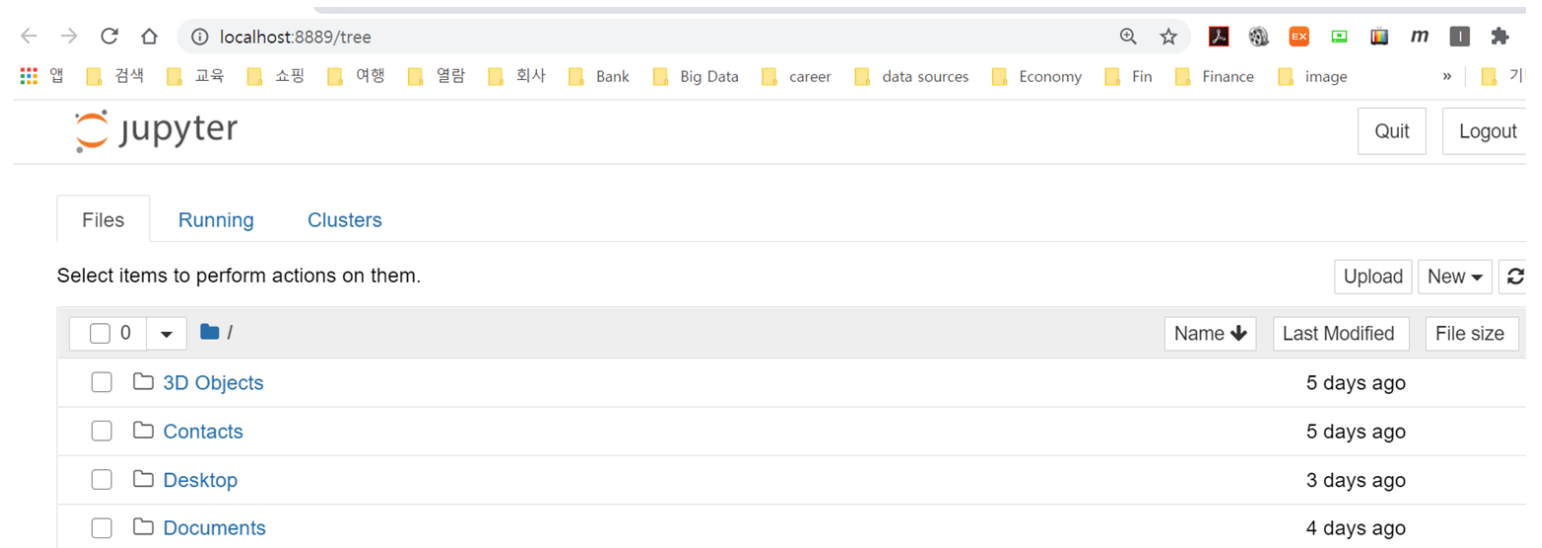 localhost:8889/tree
앱 검색 교육 쇼핑 여행 열람 회사 Bank Big Data career data sources Economy Fin Finance image »
jupyter Quit Logout
Files Running Clusters
Select items to perform actions on them. Upload New
0 / Name Last Modified File size
3D Objects 5 days ago
Contacts 5 days ago
Desktop 3 days ago
Documents 4 days ago